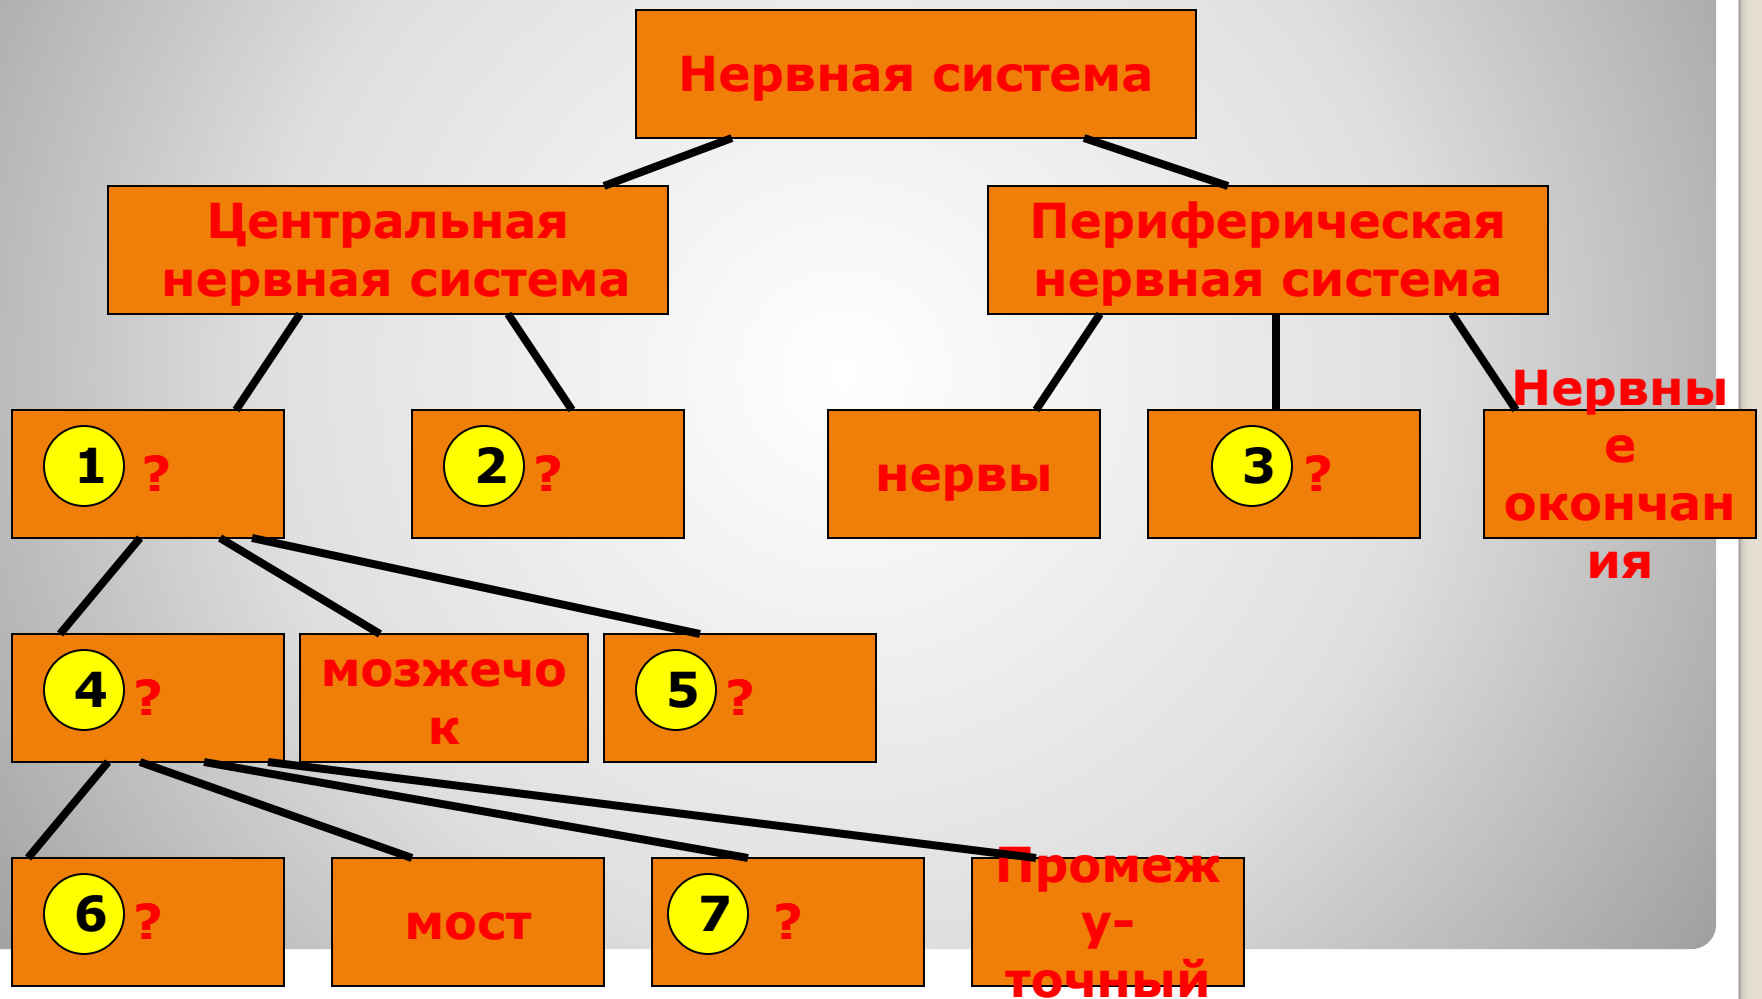 Нервная система
Центральная
нервная система
Периферическая
нервная система
1 ?
2 ?
нервы
3 ?
Нервны
е
окончан
ия
4 ?
мозжечо
к
5 ?
6 ?
мост
7 ?
Промеж
у-
точный